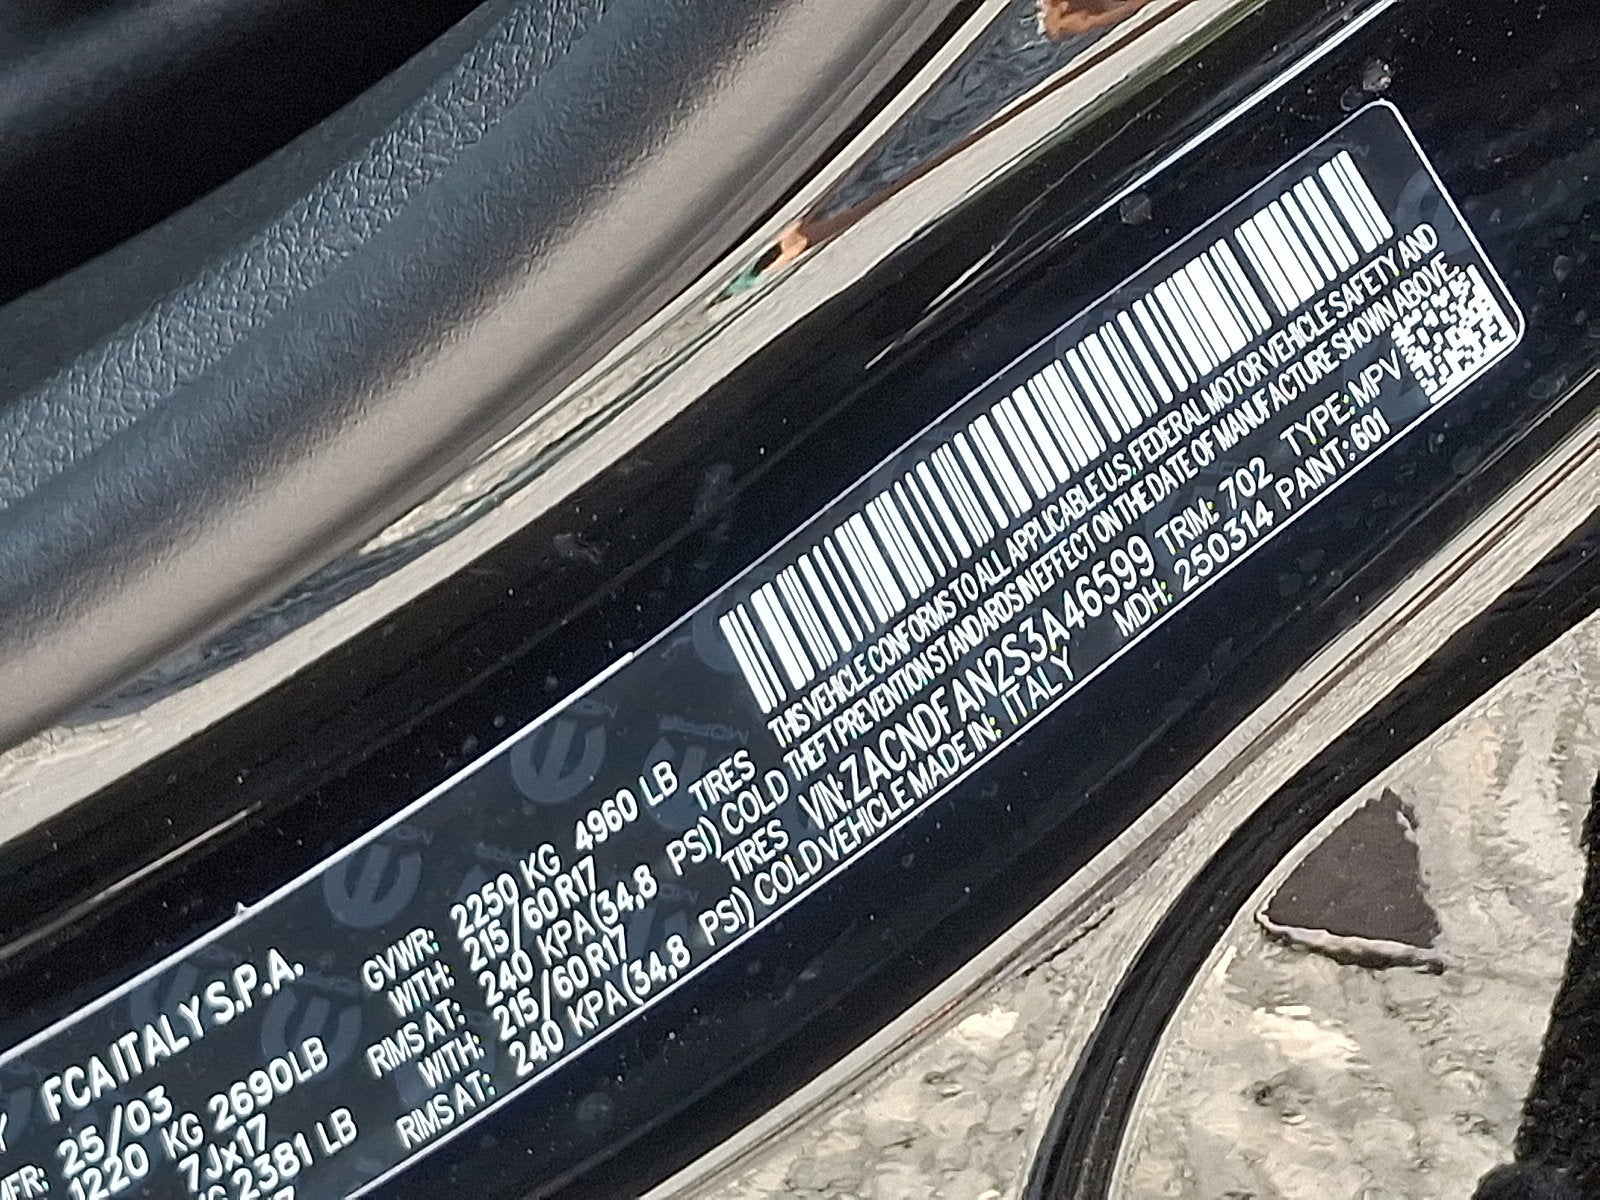 FCA ITALY S.P.A.
25/03
1220 KG 2690LB
7Jx17
2381 LB
GVWR: 2250 KG 4960 LB
WITH: 215/60R17 TIRES
RIMS AT: 240 KPA(34,8 PSI) COLD
WITH: 215/60R17 TIRES
RIMS AT: 240 KPA(34,8 PSI) COLD
THIS VEHICLE CONFORMS TO ALL APPLICABLE U.S. FEDERAL MOTOR VEHICLE SAFETY AND
THEFT PREVENTION STANDARDS IN EFFECT ON THE DATE OF MANUFACTURE SHOWN ABOVE
VIN: ZACNDFAN2S3A46599 TRIM: 702 TYPE: MPV
VEHICLE MADE IN: ITALY MDH: 250314 PAINT: 601